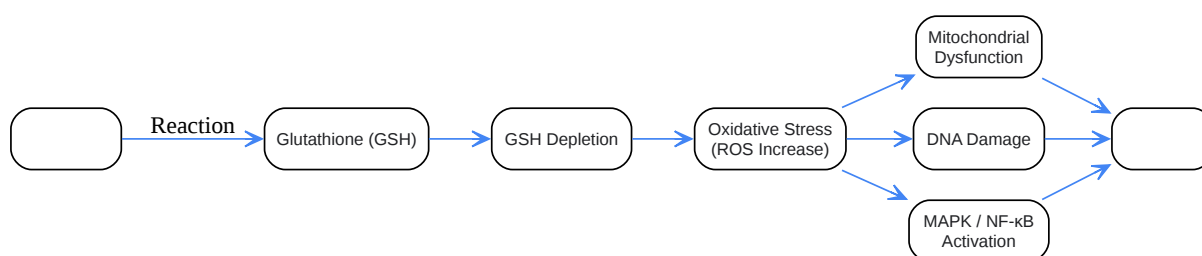 Reaction
Glutathione (GSH)
GSH Depletion
Oxidative Stress
(ROS Increase)
Mitochondrial
Dysfunction
DNA Damage
MAPK / NF-κB
Activation